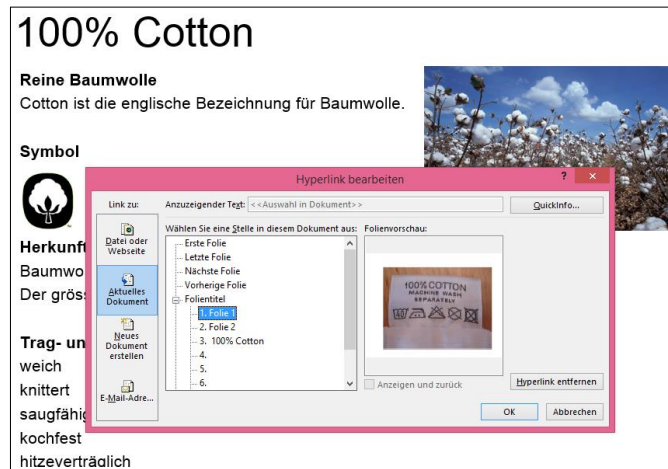 100% Cotton
Reine Baumwolle
Cotton ist die englische Bezeichnung für Baumwolle.
Symbol
Hyperlink bearbeiten
? ×
Link zu:
Anzuzeigender Text: <<Auswahl in Dokument>>
QuickInfo...
Datei oder
Webseite
Aktuelles
Dokument
Neues
Dokument
erstellen
E-Mail-Adre...
Wählen Sie eine Stelle in diesem Dokument aus:
Erste Folie
Letzte Folie
Nächste Folie
Vorherige Folie
Folientitel
1. Folie 1
2. Folie 2
3. 100% Cotton
4.
5.
6.
Folienvorschau:
100% COTTON
MACHINE WASH
SEPARATELY
40
Anzeigen und zurück
Hyperlink entfernen
OK
Abbrechen
Herkunft
Baumwo
Der grös
Trag- un
weich
knittert
saugfähig
kochfest
hitzeverträglich